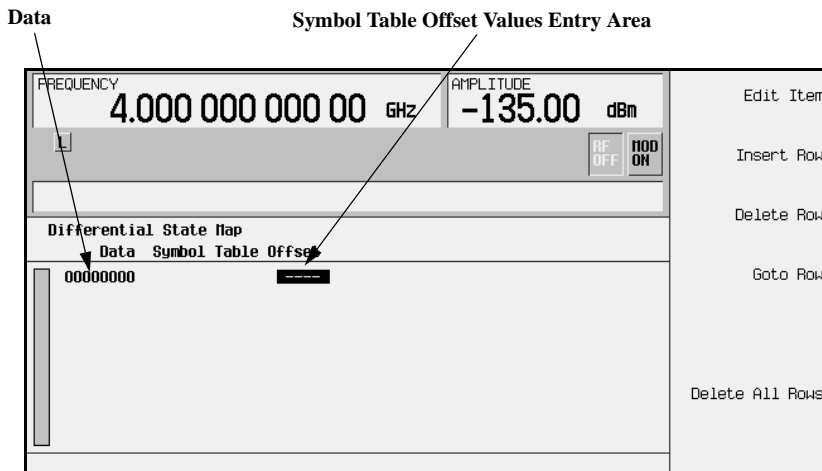 Data
Symbol Table Offset Values Entry Area
FREQUENCY
4.000 000 000 00 GHz
AMPLITUDE
-135.00 dBm
L
RF OFF
MOD ON
Edit Item
Insert Row
Delete Row
Goto Row
Delete All Rows
Differential State Map
Data Symbol Table Offset
00000000 ----